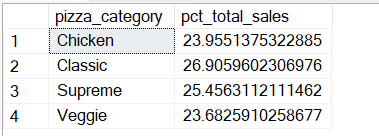 pizza_category pct_total_sales
1 Chicken 23.9551375322885
2 Classic 26.9059602306976
3 Supreme 25.4563112111462
4 Veggie 23.6825910258677